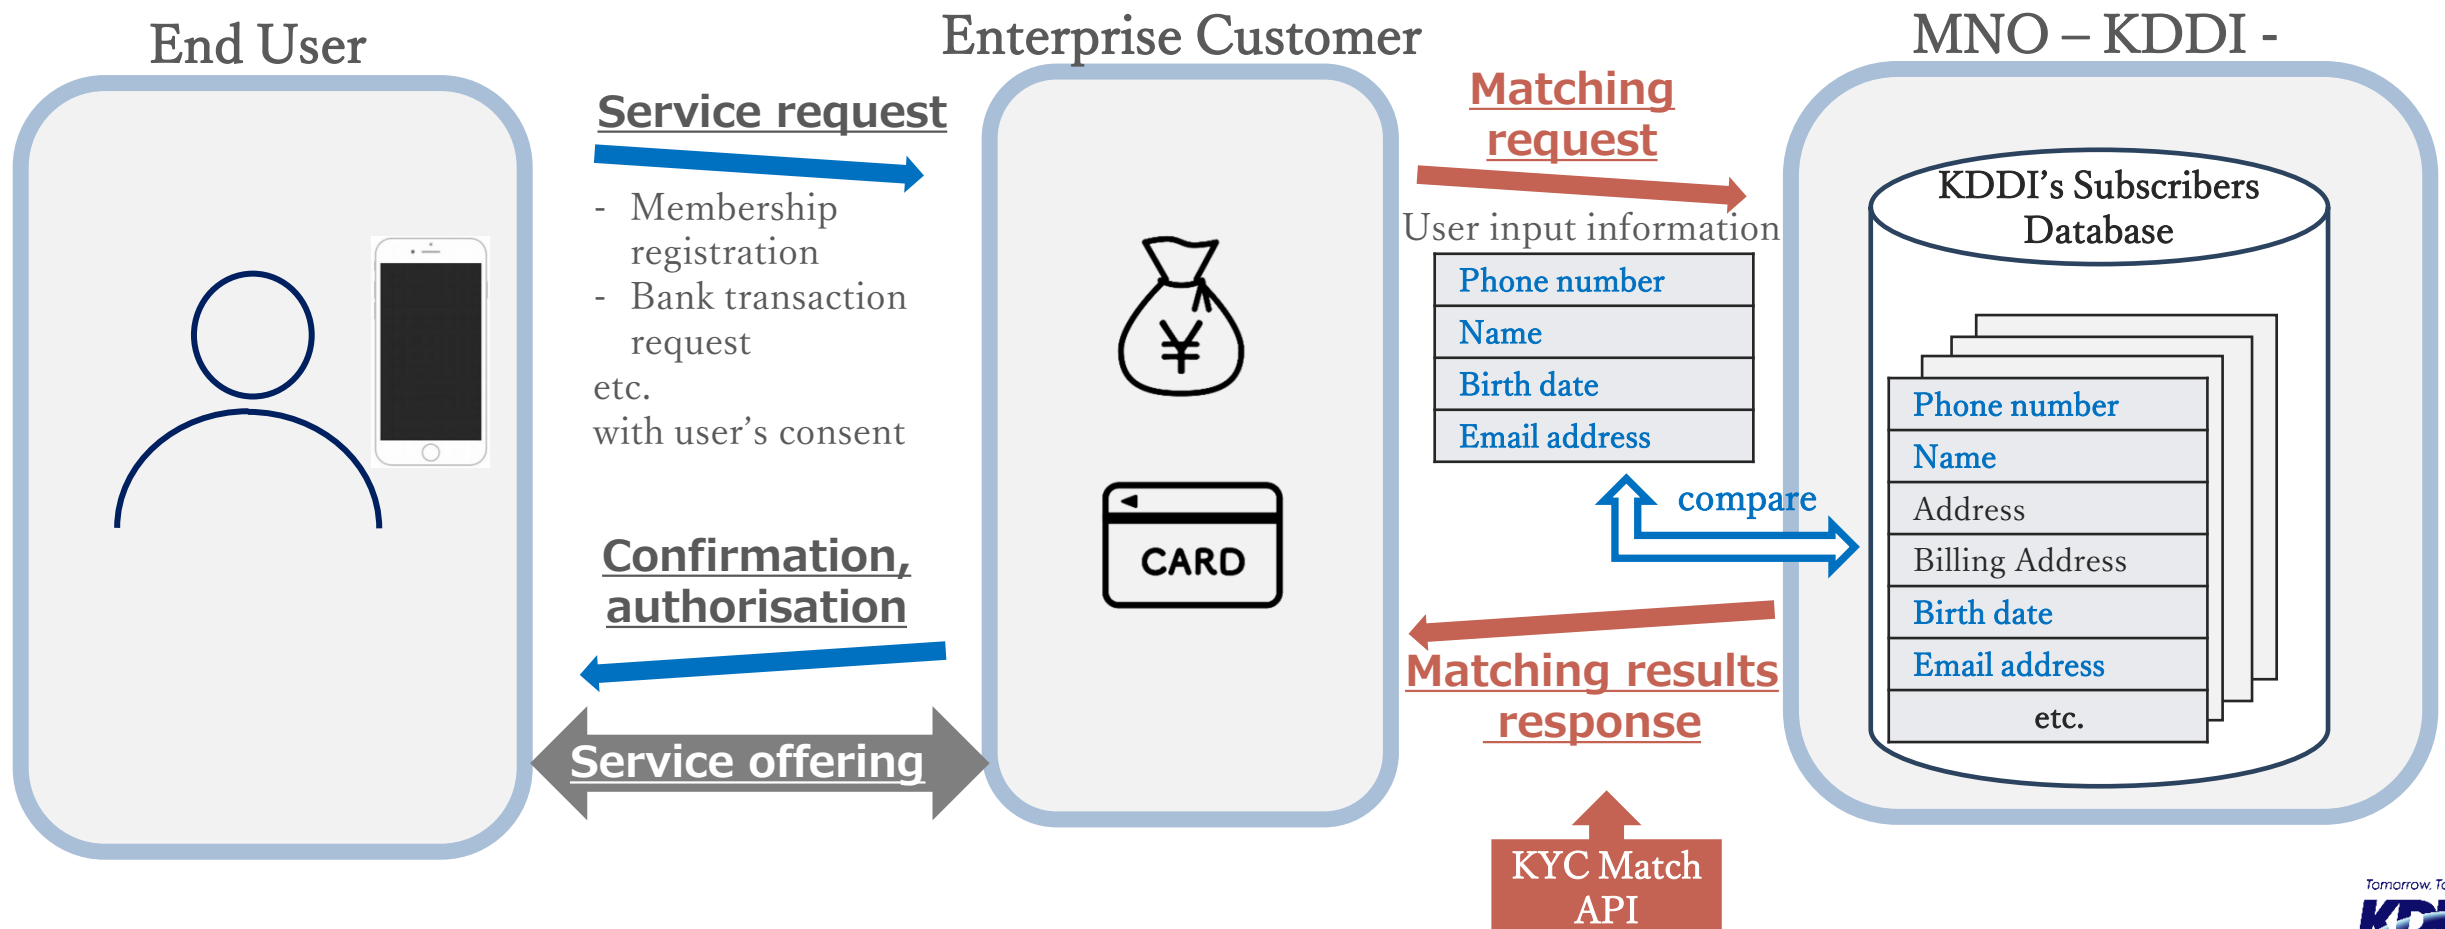 End User
Enterprise Customer
MNO – KDDI -
Service request
- Membership
registration
- Bank transaction
request
etc.
with user’s consent
Confirmation,
authorisation
Service offering
¥
CARD
Matching
request
User input information
Phone number
Name
Birth date
Email address
compare
Matching results
response
KYC Match
API
KDDI’s Subscribers
Database
Phone number
Name
Address
Billing Address
Birth date
Email address
etc.
Tomorrow,